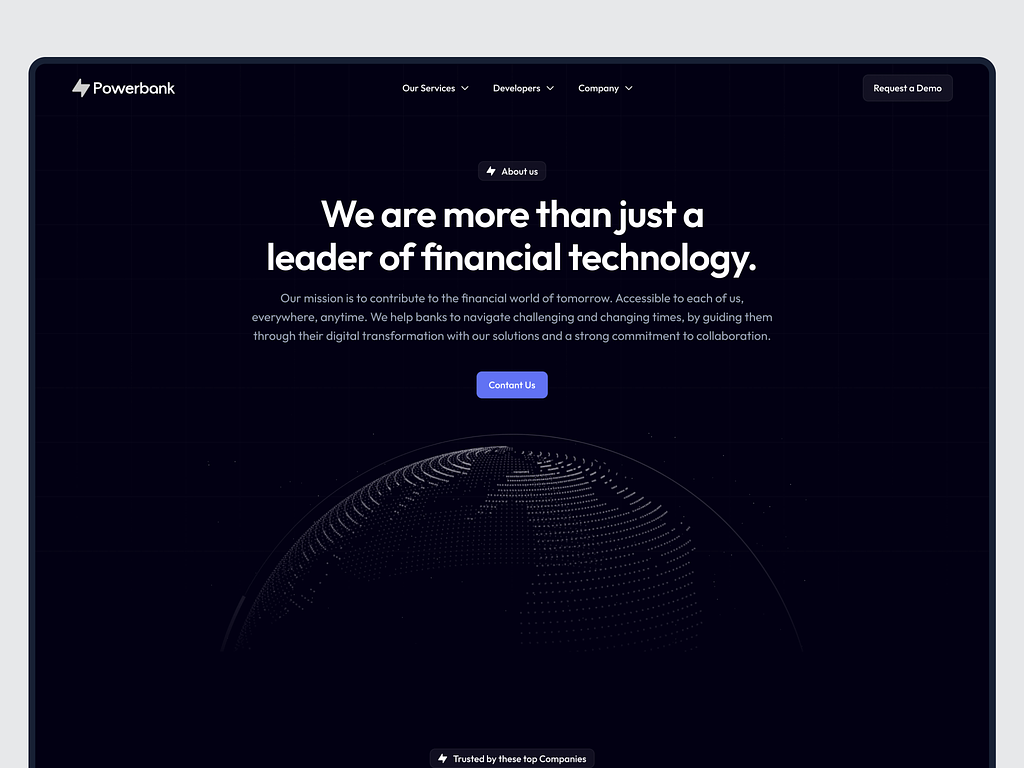 Powerbank
Our Services
Developers
Company
Request a Demo
About us
We are more than just a
leader of financial technology.
Our mission is to contribute to the financial world of tomorrow. Accessible to each of us,
everywhere, anytime. We help banks to navigate challenging and changing times, by guiding them
through their digital transformation with our solutions and a strong commitment to collaboration.
Contant Us
Trusted by these top Companies